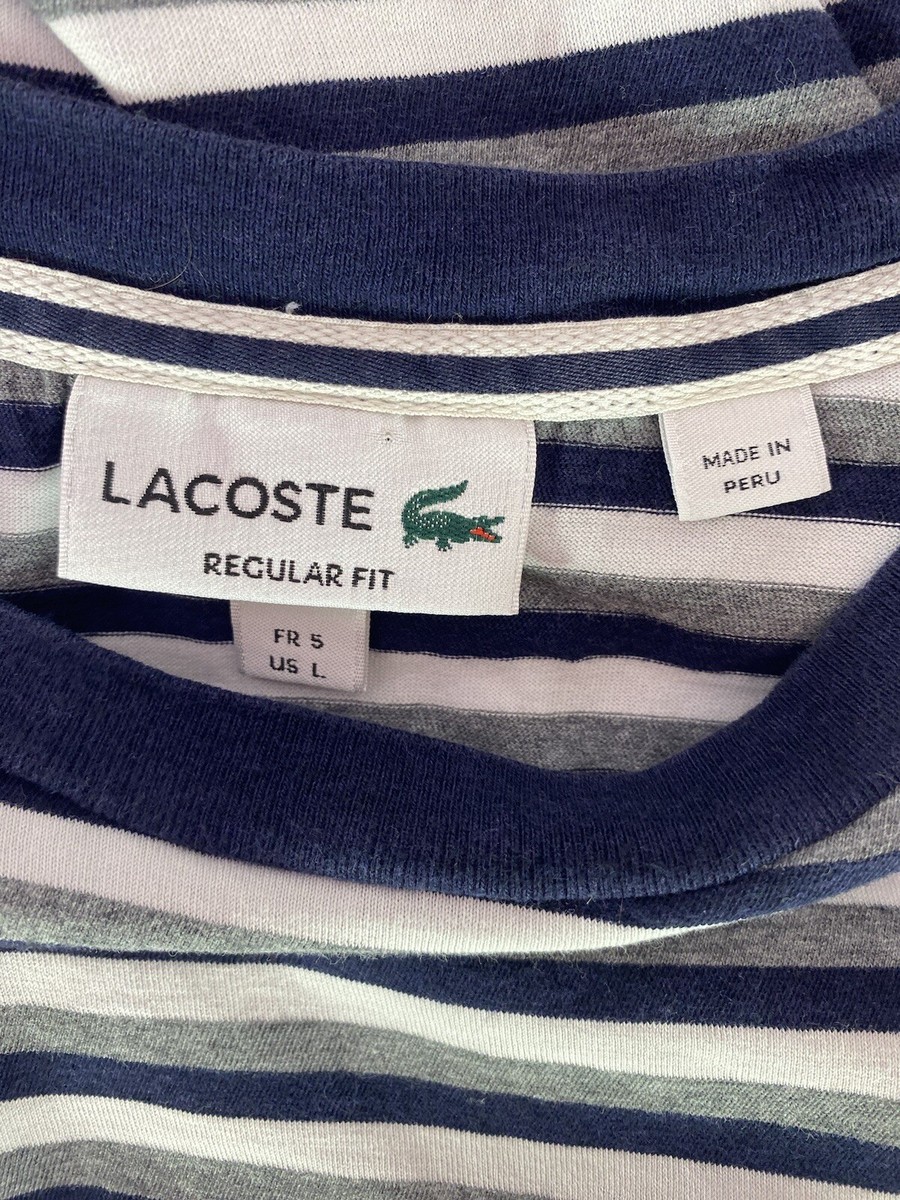 LACOSTE
REGULAR FIT
FR 5
US L
MADE IN
PERU